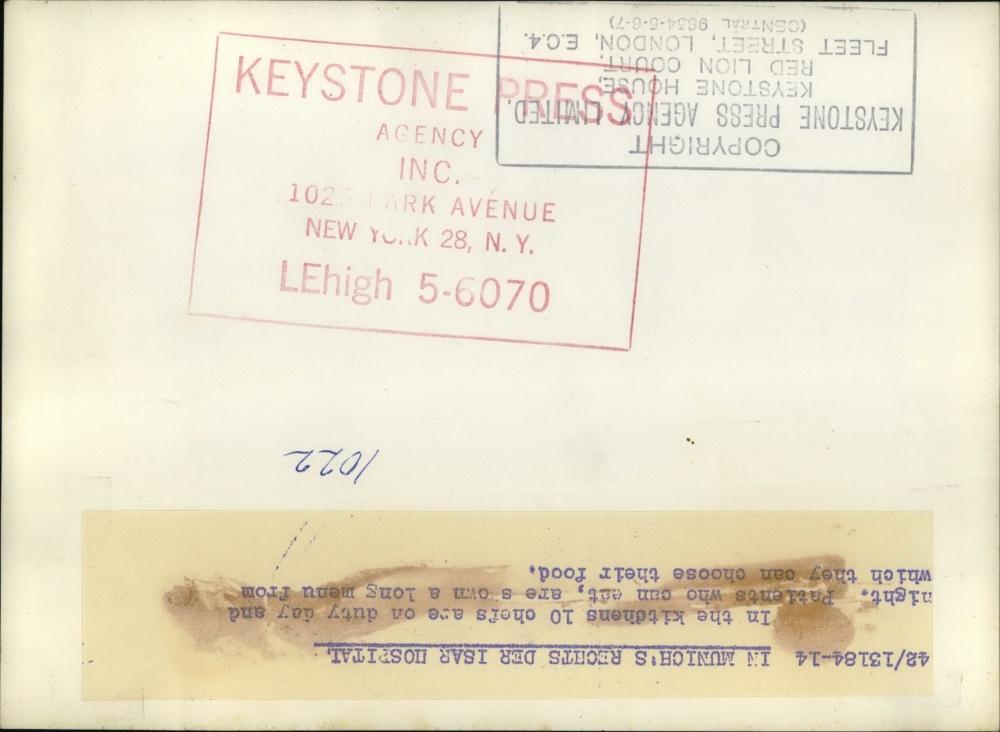 KEYSTONE PRESS
AGENCY
INC.
102 PARK AVENUE
NEW YORK 28, N. Y.
LEhigh 5-6070
COPYRIGHT
KEYSTONE PRESS AGENCY LIMITED.
KEYSTONE HOUSE,
RED LION COURT,
FLEET STREET, LONDON, E.C.4.
(CENTRAL 9634-5-6-7)
1022
42/13184-14 IN MUNICH'S RECHTS DER ISAR HOSPITAL
In the kitdhens 10 chefs are on duty day and
night. Patients who can eat, are s own a long menu from
which they can choose their food.